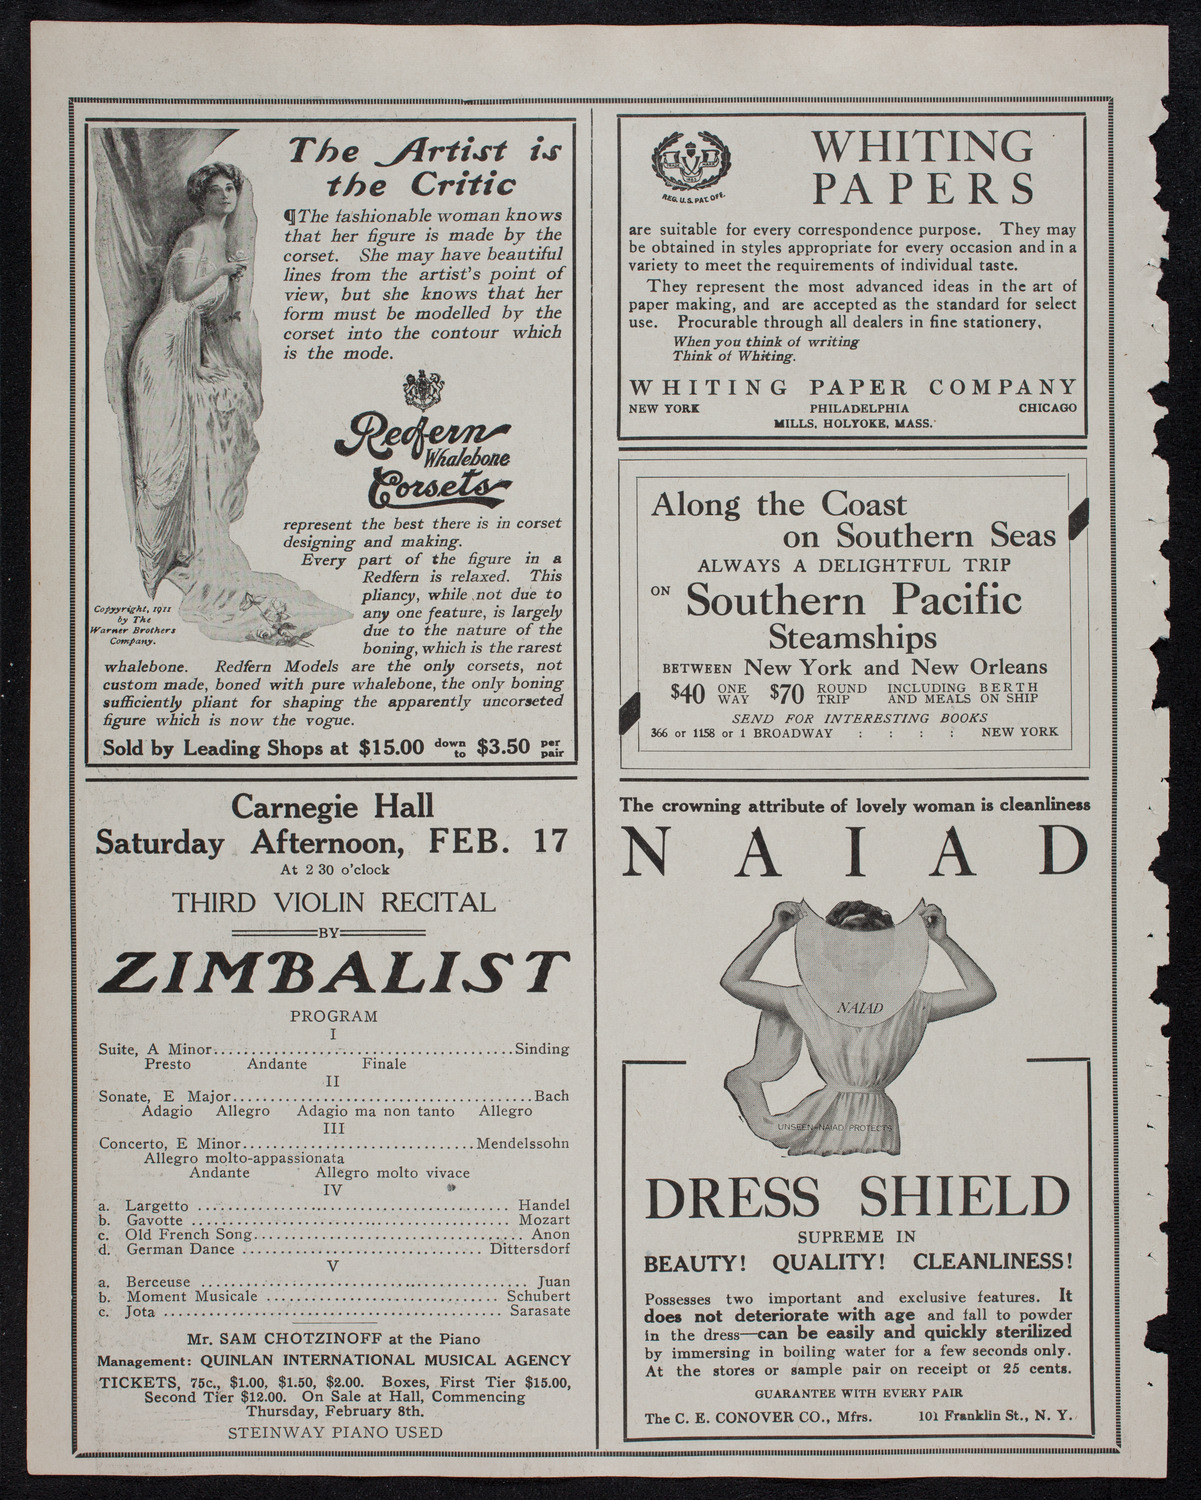 The Artist is
the Critic
¶The fashionable woman knows
that her figure is made by the
corset. She may have beautiful
lines from the artist's point of
view, but she knows that her
form must be modelled by the
corset into the contour which
is the mode.
Redfern
Whalebone
Corsets
represent the best there is in corset
designing and making.
Every part of the figure in a
Redfern is relaxed. This
pliancy, while not due to
any one feature, is largely
due to the nature of the
boning, which is the rarest
Copyright, 1911
by The
Warner Brothers
Company.
whalebone. Redfern Models are the only corsets, not
custom made, boned with pure whalebone, the only boning
sufficiently pliant for shaping the apparently uncorseted
figure which is now the vogue.
Sold by Leading Shops at $15.00 down to $3.50 per pair
Carnegie Hall
Saturday Afternoon, FEB. 17
At 2 30 o'clock
THIRD VIOLIN RECITAL
BY
ZIMBALIST
PROGRAM
I
Suite, A Minor......................................Sinding
Presto Andante Finale
II
Sonate, E Major.......................................Bach
Adagio Allegro Adagio ma non tanto Allegro
III
Concerto, E Minor..............................Mendelssohn
Allegro molto-appassionata
Andante Allegro molto vivace
IV
a. Largetto ........................................ Handel
b. Gavotte ......................................... Mozart
c. Old French Song................................... Anon
d. German Dance ............................... Dittersdorf
V
a. Berceuse .......................................... Juan
b. Moment Musicale ............................... Schubert
c. Jota ........................................... Sarasate
Mr. SAM CHOTZINOFF at the Piano
Management: QUINLAN INTERNATIONAL MUSICAL AGENCY
TICKETS, 75c., $1.00, $1.50, $2.00. Boxes, First Tier $15.00,
Second Tier $12.00. On Sale at Hall, Commencing
Thursday, February 8th.
STEINWAY PIANO USED
REG. U.S. PAT. OFF.
WHITING
PAPERS
are suitable for every correspondence purpose. They may
be obtained in styles appropriate for every occasion and in a
variety to meet the requirements of individual taste.
They represent the most advanced ideas in the art of
paper making, and are accepted as the standard for select
use. Procurable through all dealers in fine stationery.
When you think of writing
Think of Whiting.
WHITING PAPER COMPANY
NEW YORK PHILADELPHIA CHICAGO
MILLS, HOLYOKE, MASS.
Along the Coast
on Southern Seas
ALWAYS A DELIGHTFUL TRIP
ON Southern Pacific
Steamships
BETWEEN New York and New Orleans
$40 ONE WAY $70 ROUND TRIP INCLUDING BERTH AND MEALS ON SHIP
SEND FOR INTERESTING BOOKS
366 or 1158 or 1 BROADWAY : : : : NEW YORK
The crowning attribute of lovely woman is cleanliness
NAIAD
NAIAD
UNSEEN-NAIAD PROTECTS
DRESS SHIELD
SUPREME IN
BEAUTY! QUALITY! CLEANLINESS!
Possesses two important and exclusive features. It
does not deteriorate with age and fall to powder
in the dress—can be easily and quickly sterilized
by immersing in boiling water for a few seconds only.
At the stores or sample pair on receipt of 25 cents.
GUARANTEE WITH EVERY PAIR
The C. E. CONOVER CO., Mfrs. 101 Franklin St., N. Y.